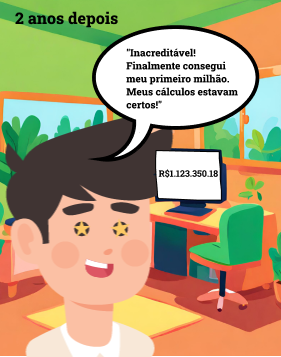 2 anos depois
"Inacreditável!
Finalmente consegui
meu primeiro milhão.
Meus cálculos estavam
certos!"
R$1.123.350.18